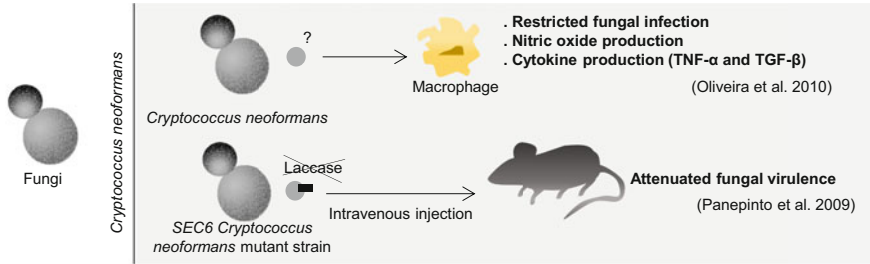 Fungi
Cryptococcus neoformans
?
Cryptococcus neoformans
Macrophage
. Restricted fungal infection
. Nitric oxide production
. Cytokine production (TNF-α and TGF-β)
(Oliveira et al. 2010)
Laccase
SEC6 Cryptococcus
neoformans mutant strain
Intravenous injection
Attenuated fungal virulence
(Panepinto et al. 2009)